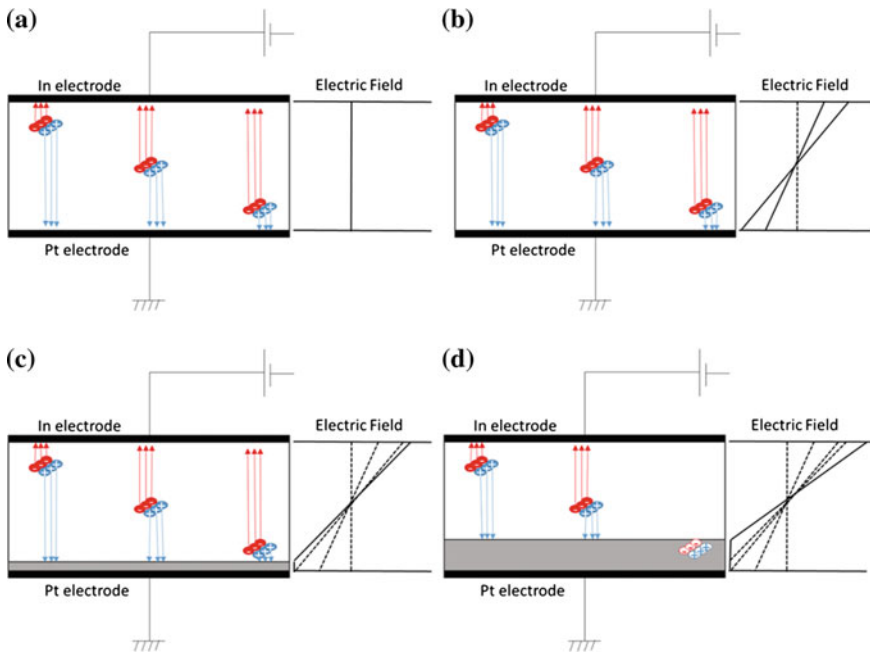 (a)
In electrode
Electric Field
Pt electrode
(b)
In electrode
Electric Field
Pt electrode
(c)
In electrode
Electric Field
Pt electrode
(d)
In electrode
Electric Field
Pt electrode